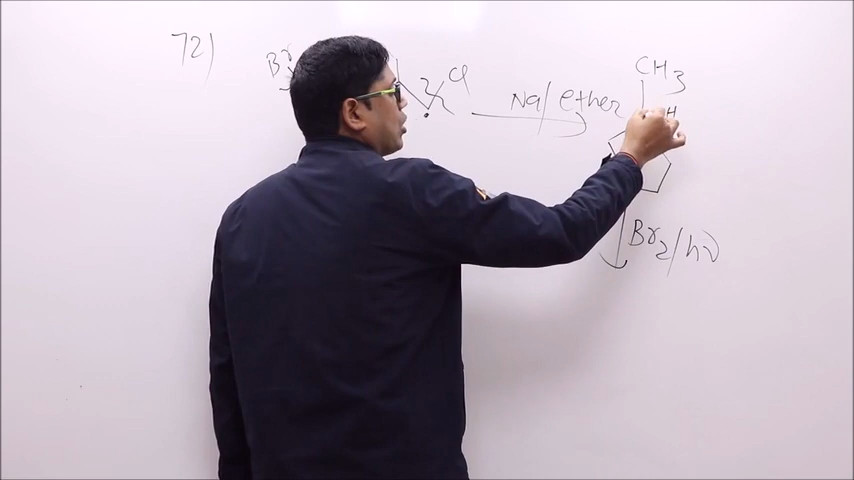 72)
Br
Cl
Na/ether
CH3
H
Br2/hν